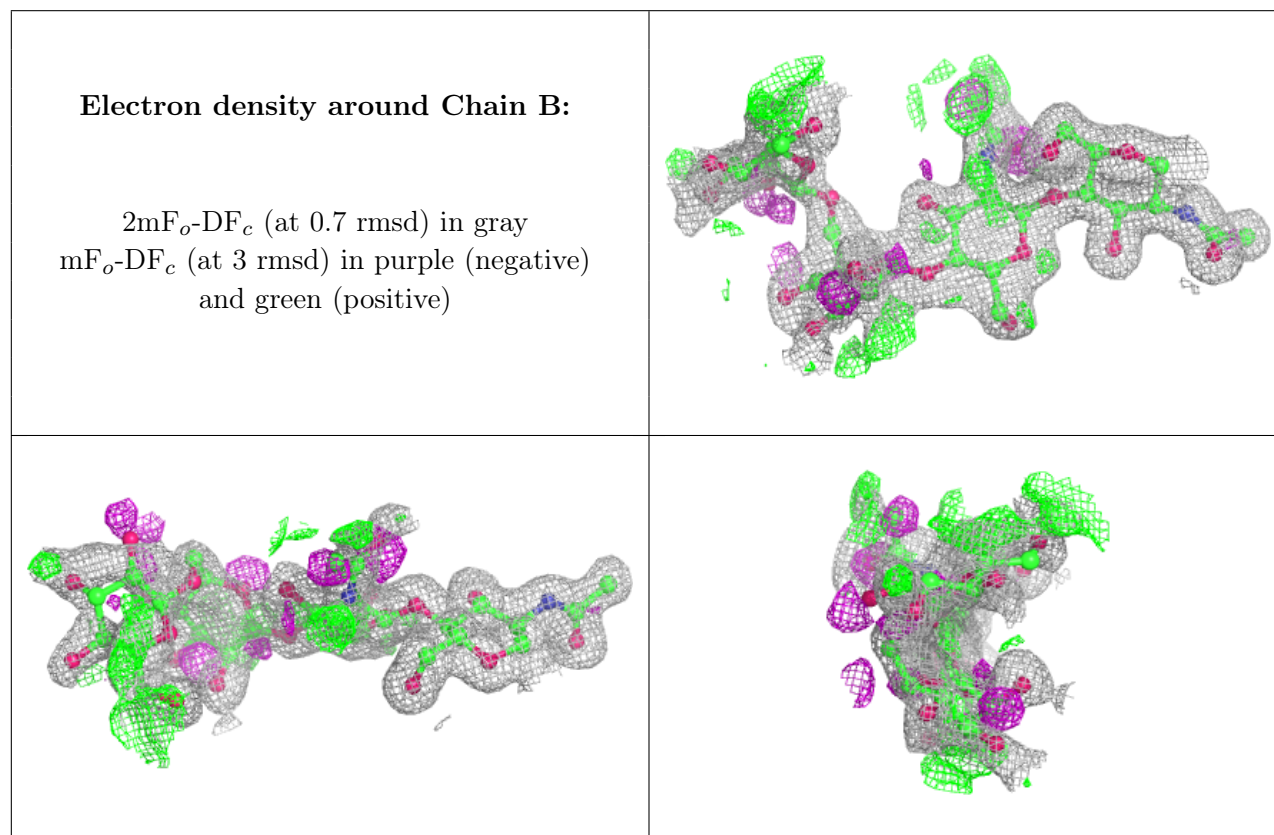 Electron density around Chain B:
2mFo-DFc (at 0.7 rmsd) in gray
mFo-DFc (at 3 rmsd) in purple (negative)
and green (positive)